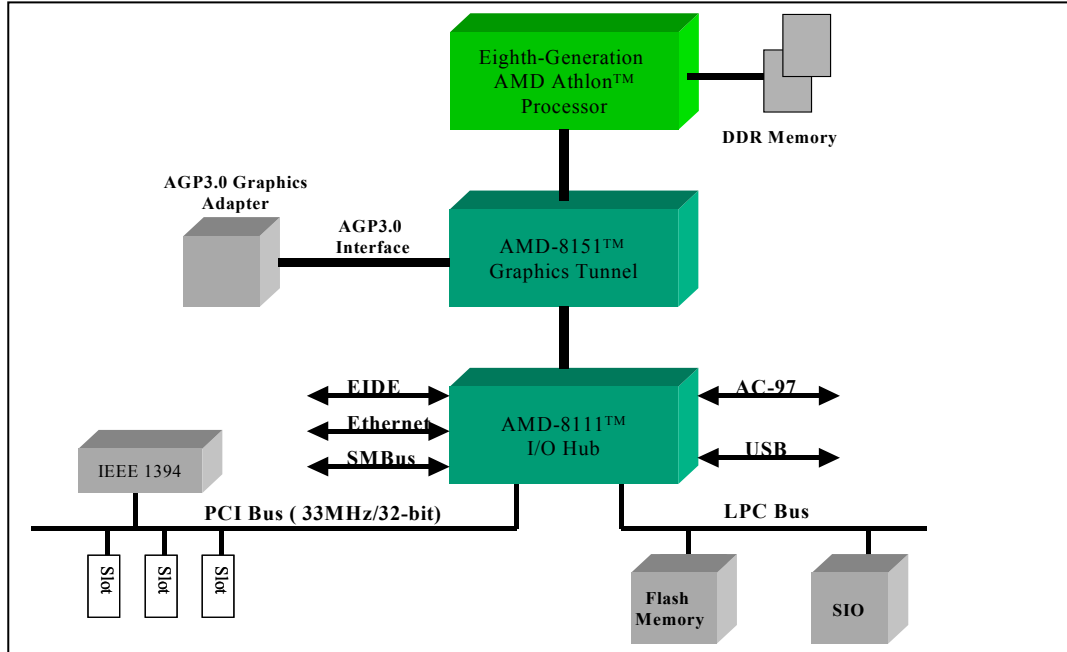 Eighth-Generation
AMD Athlon™
Processor
DDR Memory
AGP3.0 Graphics
Adapter
AGP3.0
Interface
AMD-8151™
Graphics Tunnel
EIDE
Ethernet
SMBus
AMD-8111™
I/O Hub
AC-97
USB
IEEE 1394
PCI Bus ( 33MHz/32-bit)
LPC Bus
Slot
Slot
Slot
Flash
Memory
SIO